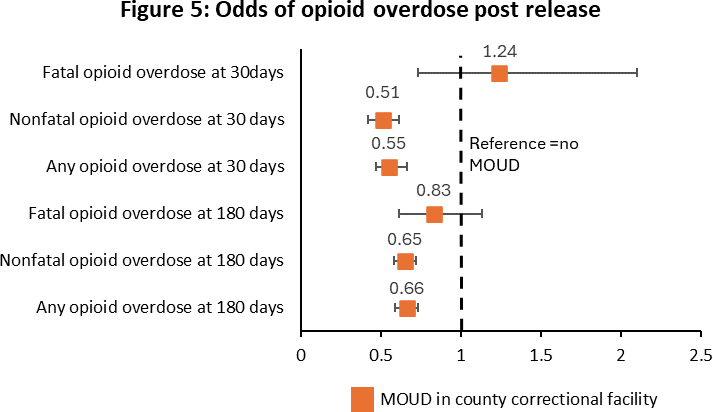 Figure 5: Odds of opioid overdose post release
1.24
Fatal opioid overdose at 30days
0.51
Nonfatal opioid overdose at 30 days
0.55
Any opioid overdose at 30 days
Reference =no
MOUD
0.83
Fatal opioid overdose at 180 days
0.65
Nonfatal opioid overdose at 180 days
0.66
Any opioid overdose at 180 days
0 0.5 1 1.5 2 2.5
MOUD in county correctional facility